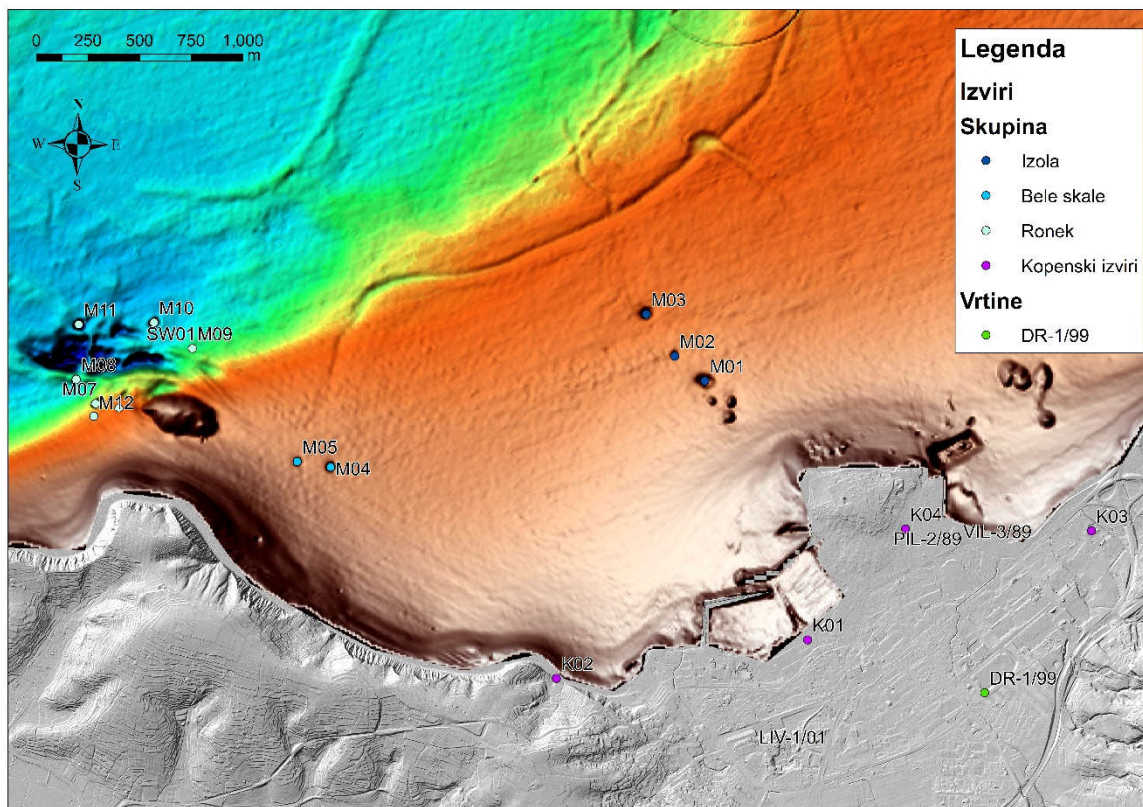 0 250 500 750 1,000
m
N
W E
S
Legenda
Izviri
Skupina
Izola
Bele skale
Ronek
Kopenski izviri
Vrtine
DR-1/99
M11
M10
SW01
M09
M08
M07
M12
M03
M02
M01
M05
M04
K04
PIL-2/89
VIL-3/89
K03
K01
K02
DR-1/99
LIV-1/01